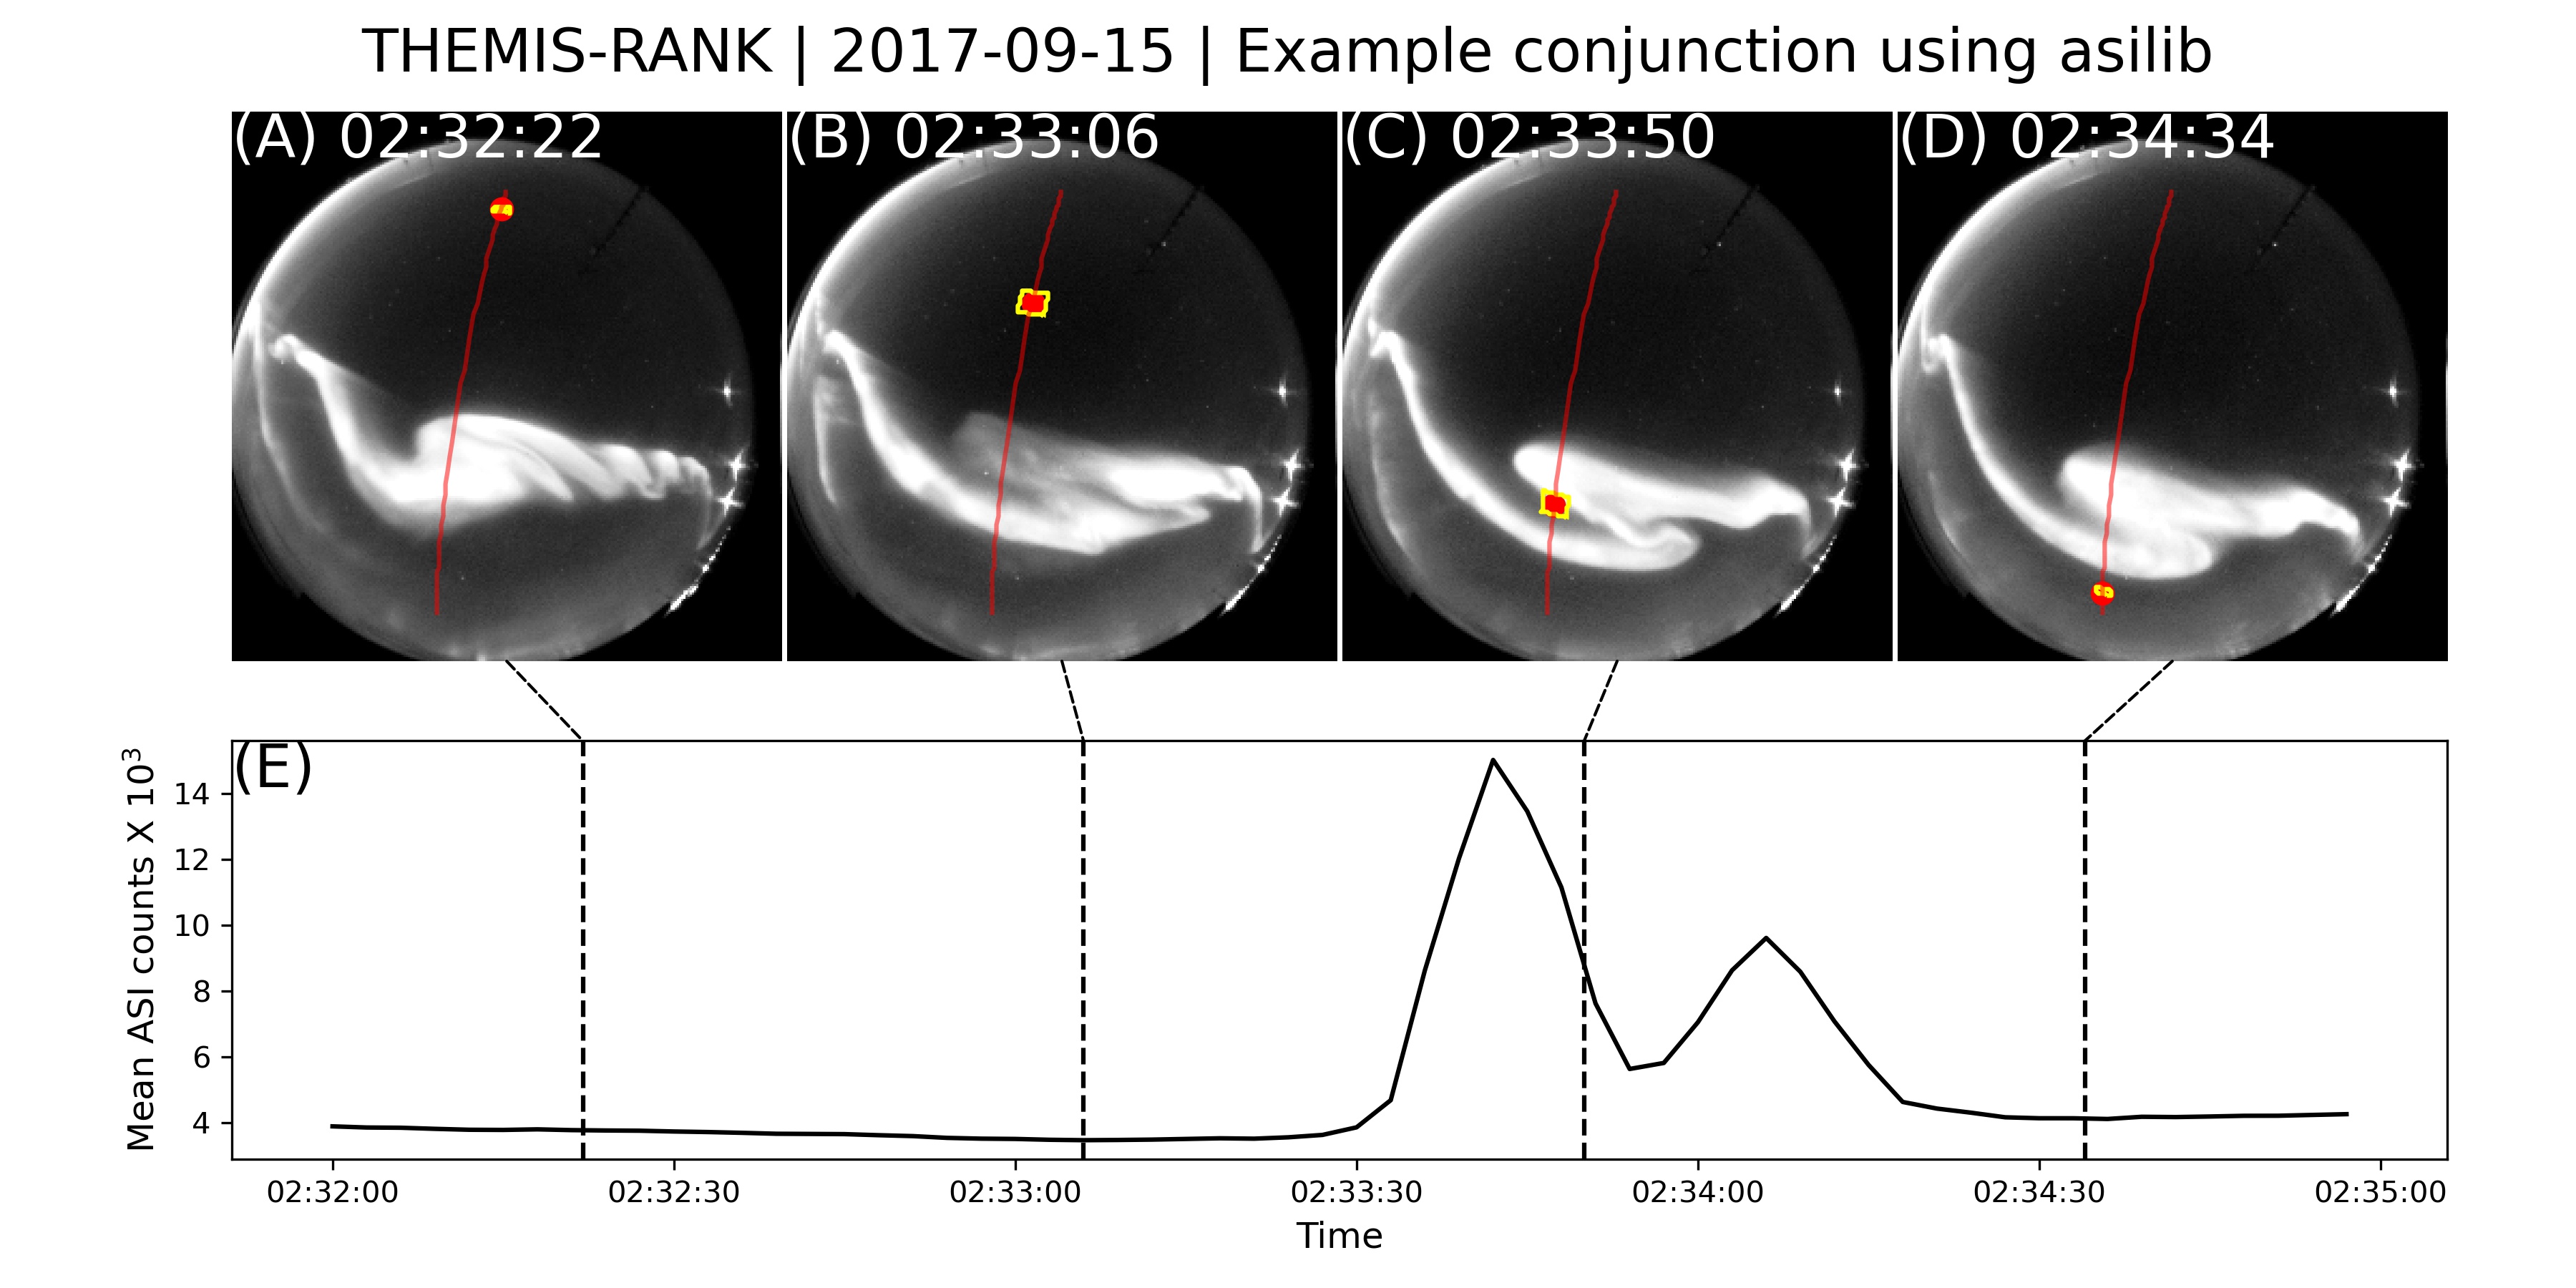 THEMIS-RANK | 2017-09-15 | Example conjunction using asilib
(A) 02:32:22
(B) 02:33:06
(C) 02:33:50
(D) 02:34:34
(E)
Mean ASI counts X 10³
14
12
10
8
6
4
02:32:00
02:32:30
02:33:00
02:33:30
02:34:00
02:34:30
02:35:00
Time